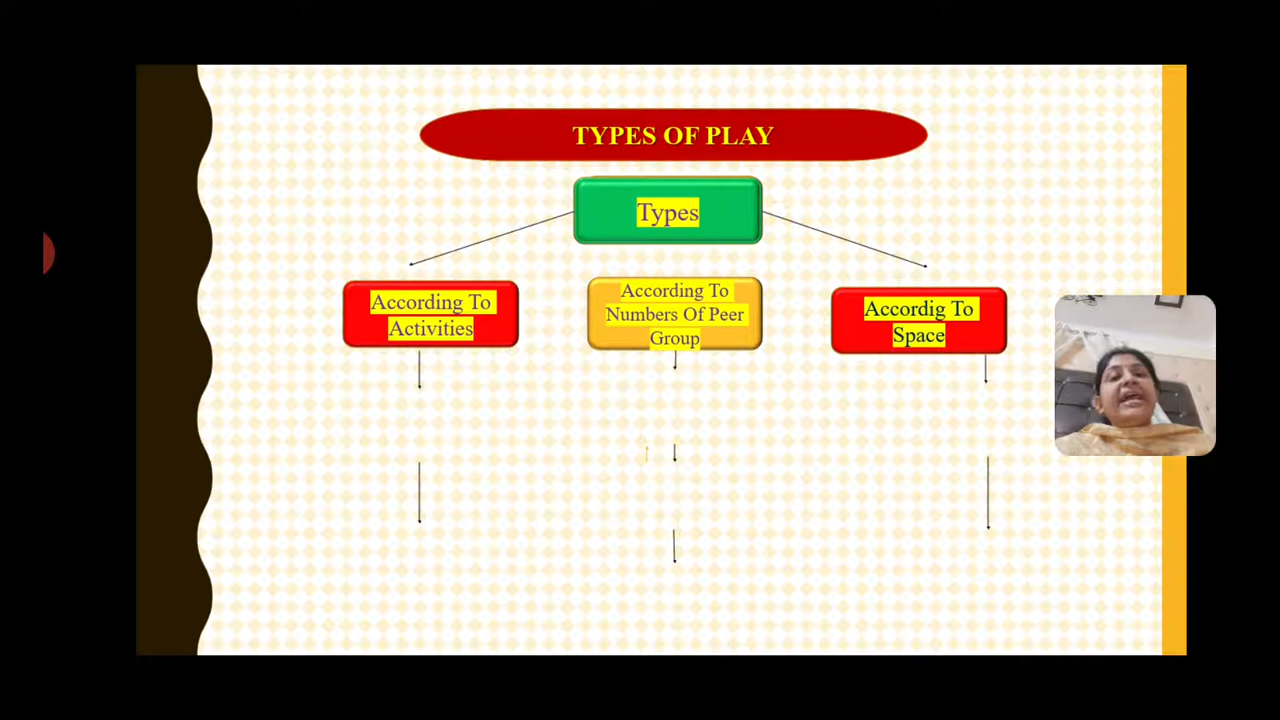 TYPES OF PLAY
Types
According To
Activities
According To
Numbers Of Peer
Group
Accordig To
Space